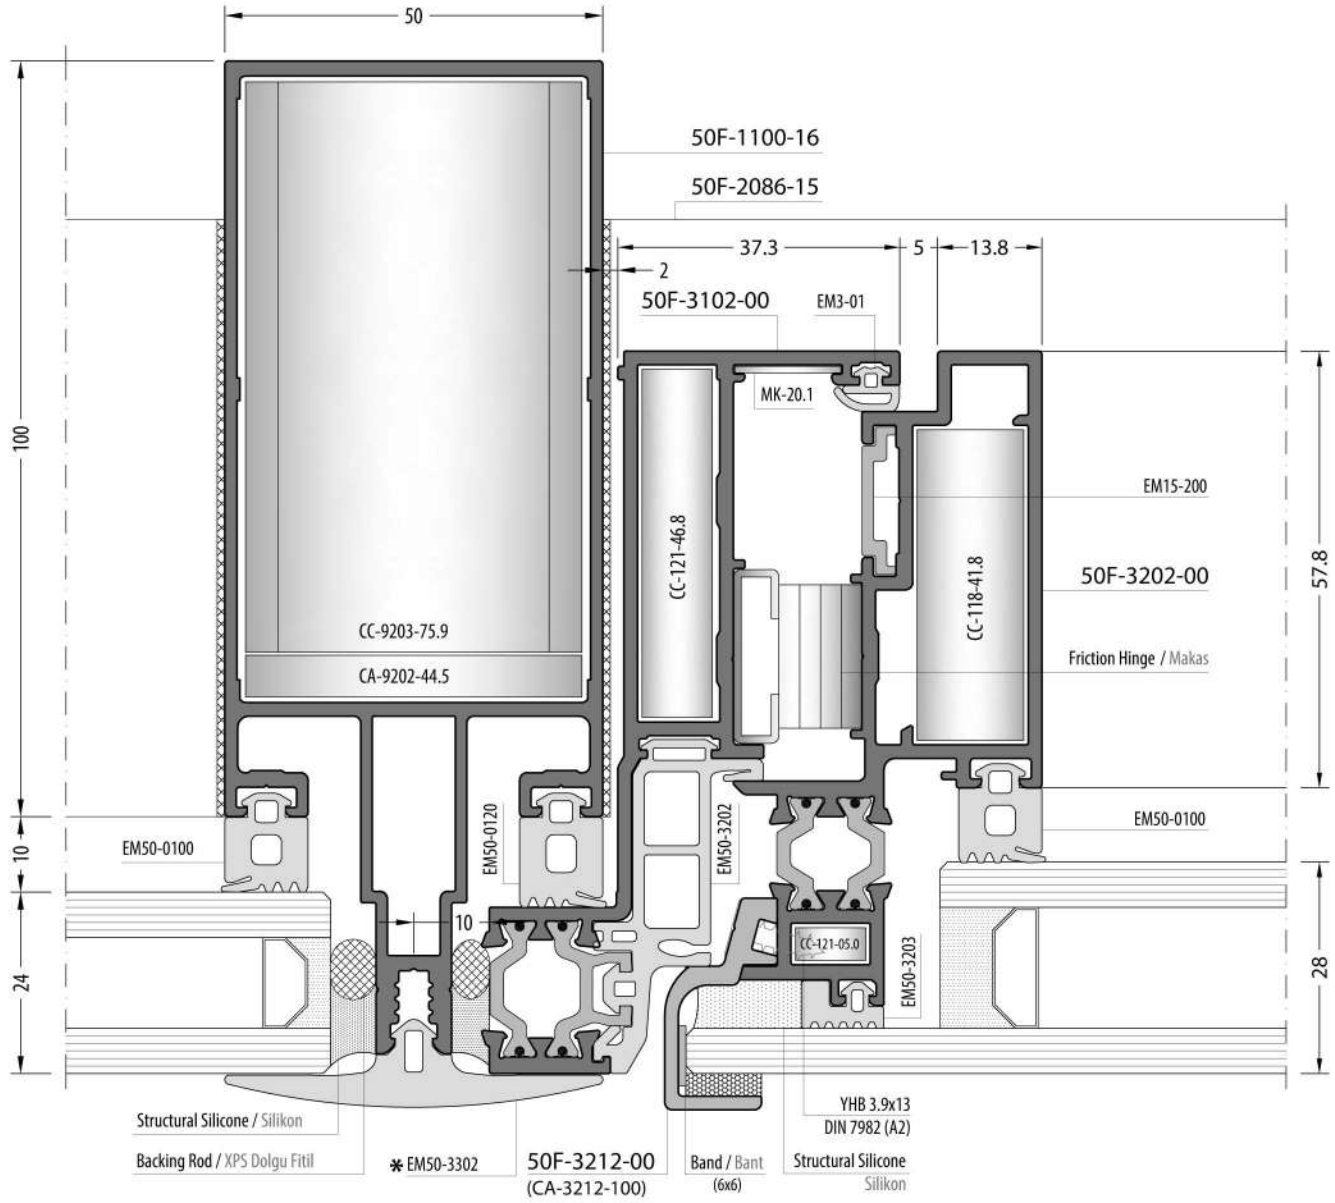 50
50F-1100-16
50F-2086-15
37.3
5
13.8
2
50F-3102-00
EM3-01
MK-20.1
100
EM15-200
CC-121-46.8
CC-118-41.8
50F-3202-00
57.8
CC-9203-75.9
CA-9202-44.5
Friction Hinge / Makas
EM50-0100
10
EM50-0120
EM50-3202
EM50-0100
10
CC-121-05.0
EM50-3203
24
28
Structural Silicone / Silikon
Backing Rod / XPS Dolgu Fitil
* EM50-3302
50F-3212-00
(CA-3212-100)
Band / Bant
(6x6)
YHB 3.9x13
DIN 7982 (A2)
Structural Silicone
Silikon